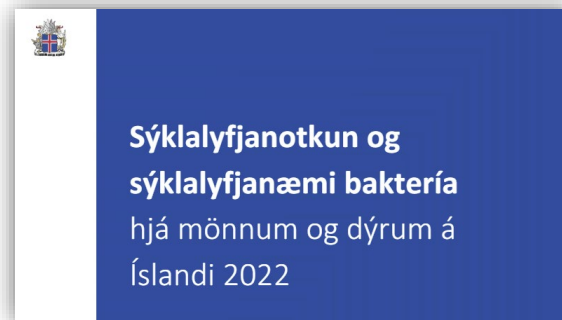 Sýklalyfjanotkun og
sýklalyfjanæmi baktería
hjá mönnum og dýrum á
Íslandi 2022